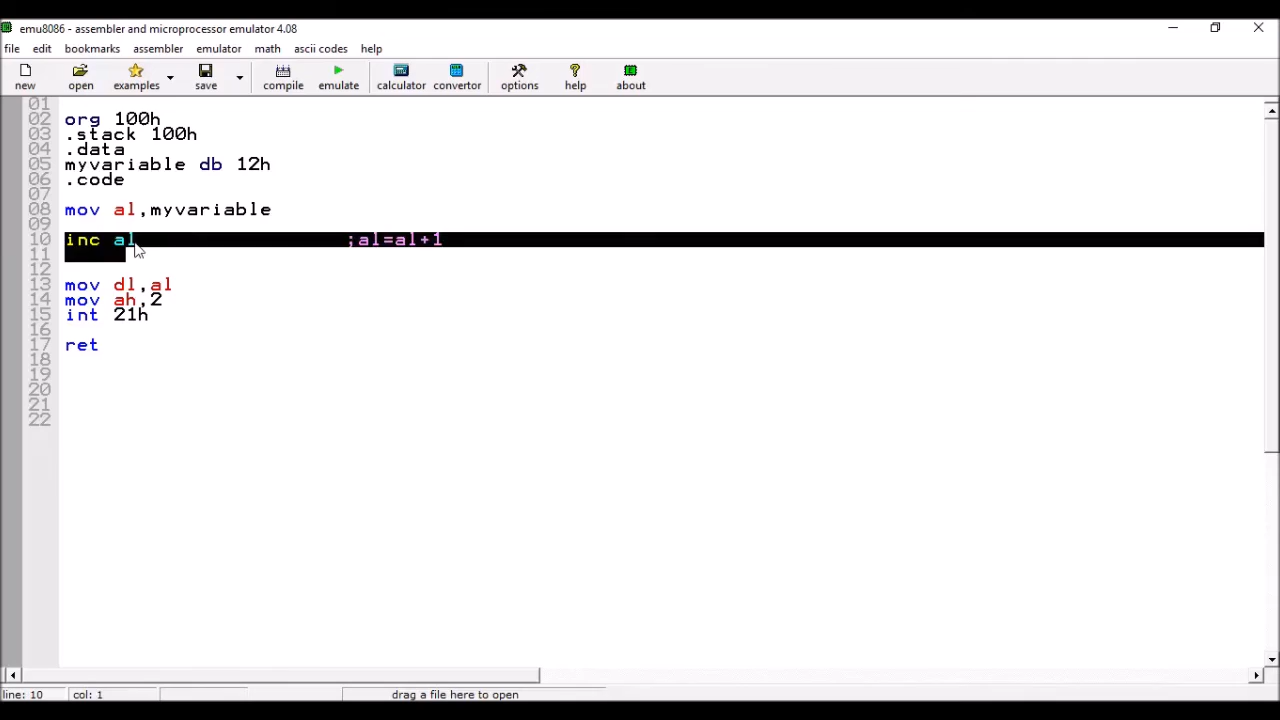 emu8086 - assembler and microprocessor emulator 4.08
file edit bookmarks assembler emulator math ascii codes help
new open examples save compile emulate calculator convertor options help about
01
02 org 100h
03 .stack 100h
04 .data
05 myvariable db 12h
06 .code
07
08 mov al,myvariable
09
10 inc al ;al=al+1
11
12
13 mov dl,al
14 mov ah,2
15 int 21h
16
17 ret
18
19
20
21
22
line: 10 col: 1 drag a file here to open